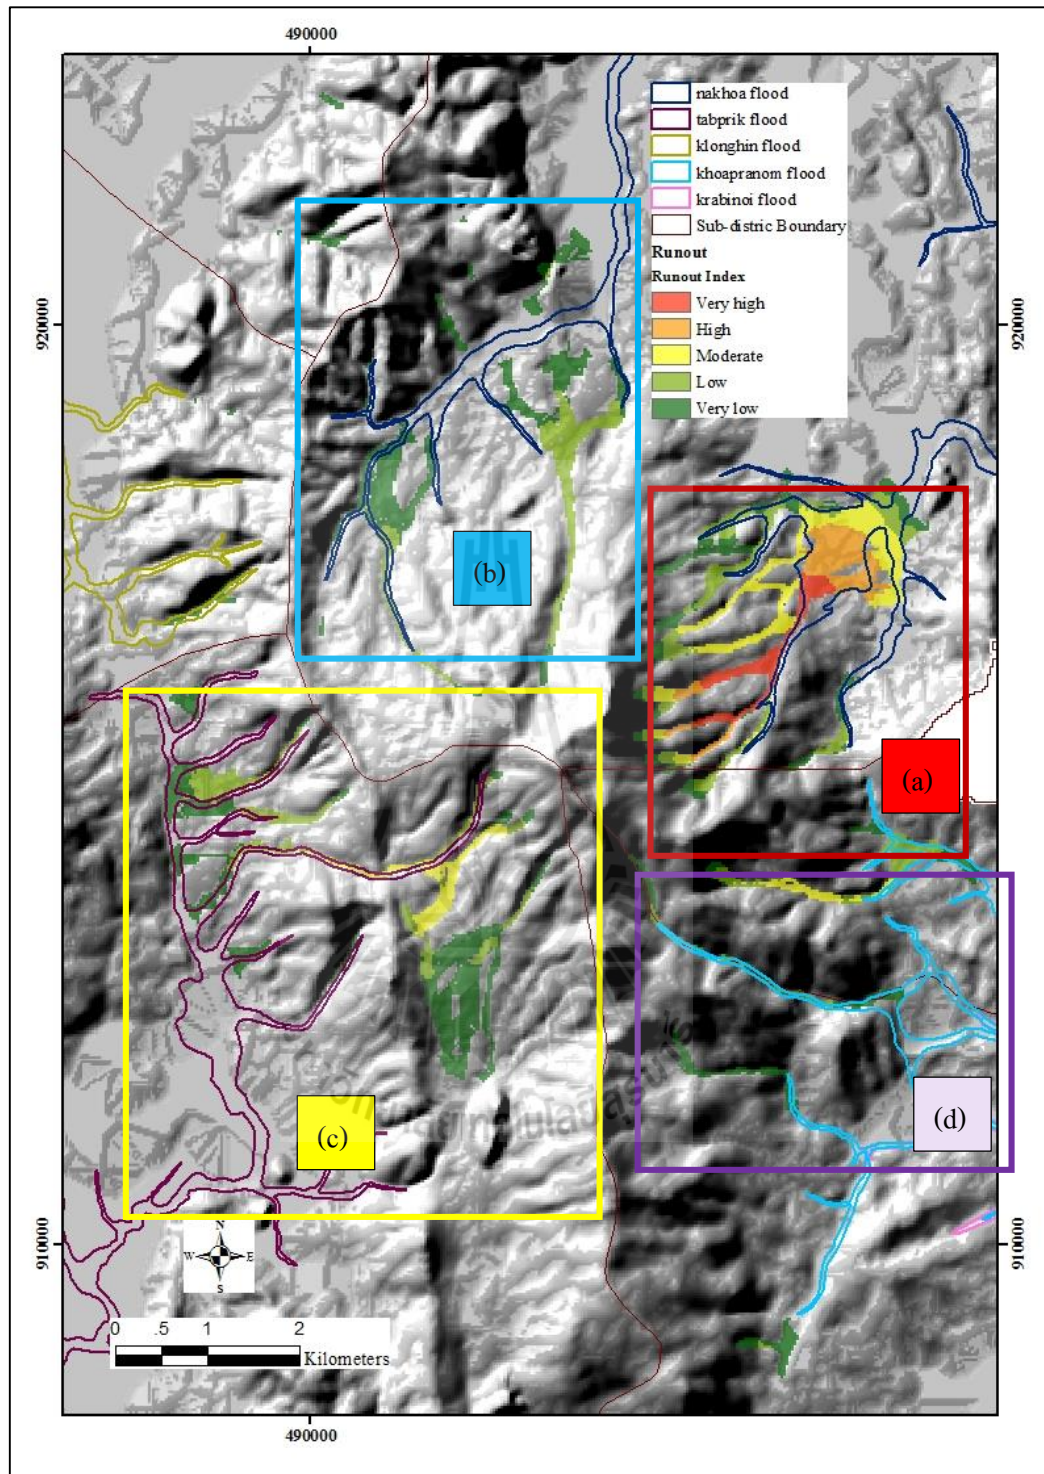 490000
nakhoa flood
tabprik flood
klonghin flood
khoapranom flood
krabinoi flood
Sub-distric Boundary
Runout
Runout Index
Very high
High
Moderate
Low
Very low
920000
920000
(b)
(a)
(c)
(d)
N
W E
S
910000
910000
0 .5 1 2
Kilometers
490000